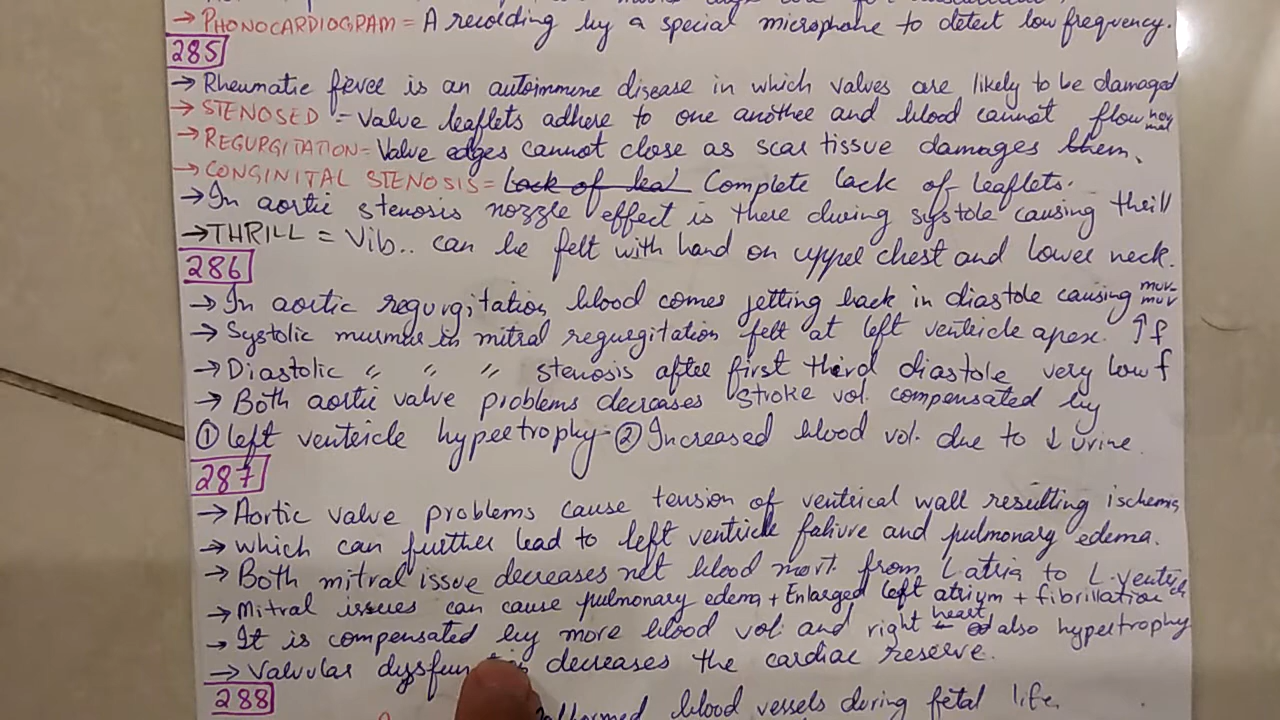 → PHONOCARDIOGRAM = A recolding by a special microphone to detect low frequency.
285
→ Rheumatic fever is an autoimmune disease in which valves are likely to be damaged
→ STENOSED = Valve leaflets adhere to one another and blood cannot flow normal
→ REGURGITATION = Valve edges cannot close as scar tissue damages them.
→ CONGINITAL STENOSIS = Lack of leaf Complete lack of leaflets.
→ In aortic stenosis nozzle effect is there during systole causing thrill
→ THRILL = Vib.. can be felt with hand on upper chest and lower neck.
286
→ In aortic regurgitation blood comes jetting back in diastole causing murmur
→ Systolic murmur in mitral regurgitation felt at left ventricle apex. ↑f
→ Diastolic " " " stenosis after first third diastole very low f
→ Both aortic valve problems decreases stroke vol. compensated by
① left ventricle hypertrophy - ② Increased blood vol. due to ↓ urine.
287
→ Aortic valve problems cause tension of ventrical wall resulting ischemia
→ which can further lead to left ventricle faliure and pulmonary edema.
→ Both mitral issue decreases net blood movt. from L atria to L. ventricle
→ Mitral issues can cause pulmonary edema + Enlarged left atrium + fibrillation
→ It is compensated by more blood vol. and right heart also hypertrophy
→ Valvular decreases the cardiac reserve.
288
blood vessels during fetal life.